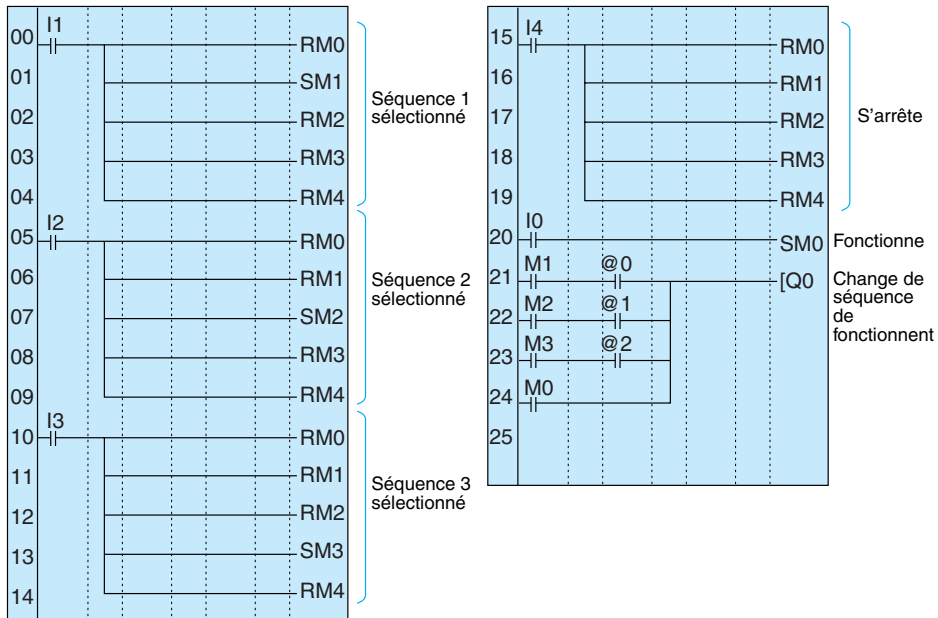 00 I1 RM0
01 SM1
02 RM2
03 RM3
04 RM4
Séquence 1
sélectionné
05 I2 RM0
06 RM1
07 SM2
08 RM3
09 RM4
Séquence 2
sélectionné
10 I3 RM0
11 RM1
12 RM2
13 SM3
14 RM4
Séquence 3
sélectionné
15 I4 RM0
16 RM1
17 RM2
18 RM3
19 RM4
S’arrête
20 I0 SM0 Fonctionne
21 M1 @0 [Q0
22 M2 @1
23 M3 @2
24 M0
25
Change de
séquence
de
fonctionnent